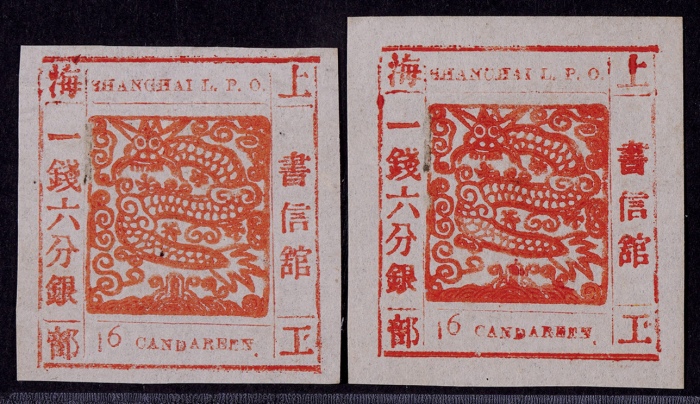 SHANGHAI L. P. O.
上
書信館
工
海
一錢六分銀
部
16 CANDAREEN.
SHANGHAI L. P. O.
上
書信館
工
海
一錢六分銀
部
16 CANDAREEN.